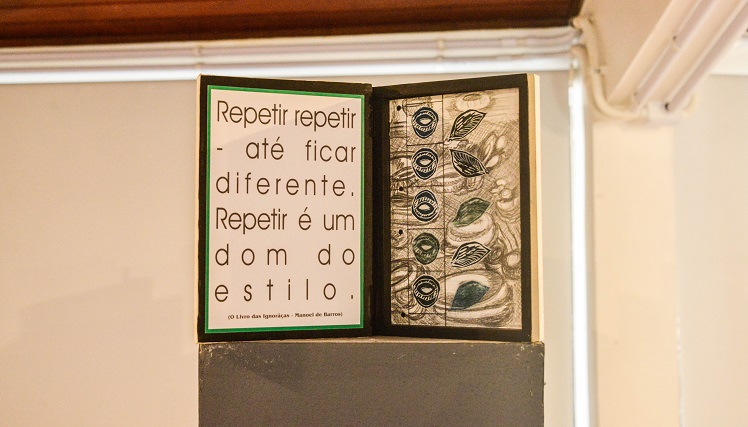 Repetir repetir
- até ficar
diferente.
Repetir é um
dom do
estilo.
(O Livro das Ignorãças - Manoel de Barros)